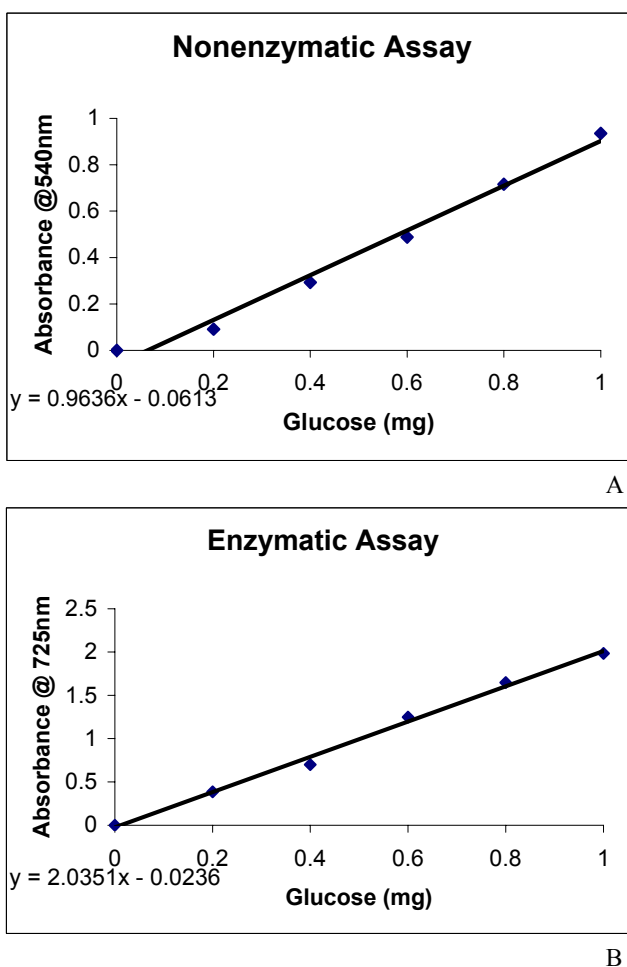 Nonenzymatic Assay
Absorbance @540nm
1
0.8
0.6
0.4
0.2
0
0 0.2 0.4 0.6 0.8 1
y = 0.9636x - 0.0613
Glucose (mg)
A
Enzymatic Assay
Absorbance @ 725nm
2.5
2
1.5
1
0.5
0
0 0.2 0.4 0.6 0.8 1
y = 2.0351x - 0.0236
Glucose (mg)
B